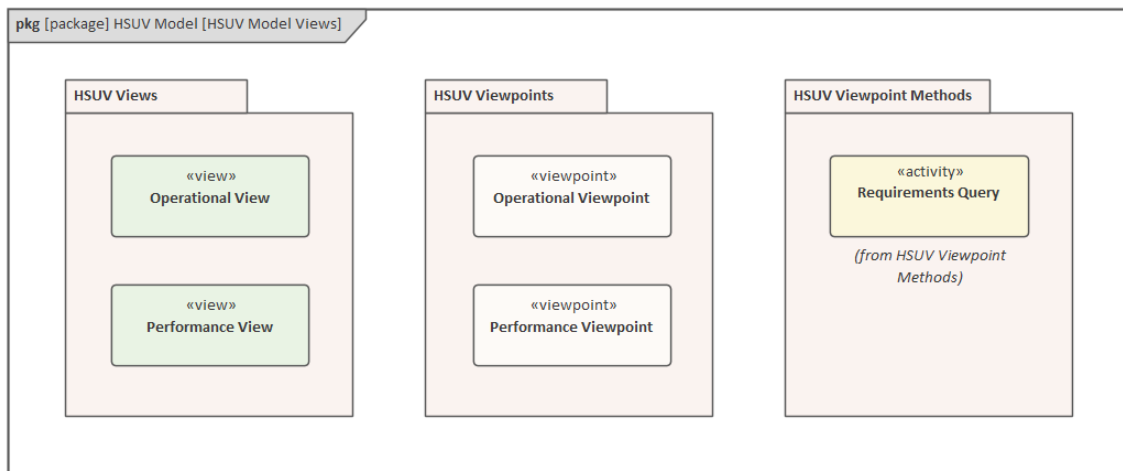 pkg [package] HSUV Model [HSUV Model Views]
HSUV Views
«view»
Operational View
«view»
Performance View
HSUV Viewpoints
«viewpoint»
Operational Viewpoint
«viewpoint»
Performance Viewpoint
HSUV Viewpoint Methods
«activity»
Requirements Query
(from HSUV Viewpoint
Methods)